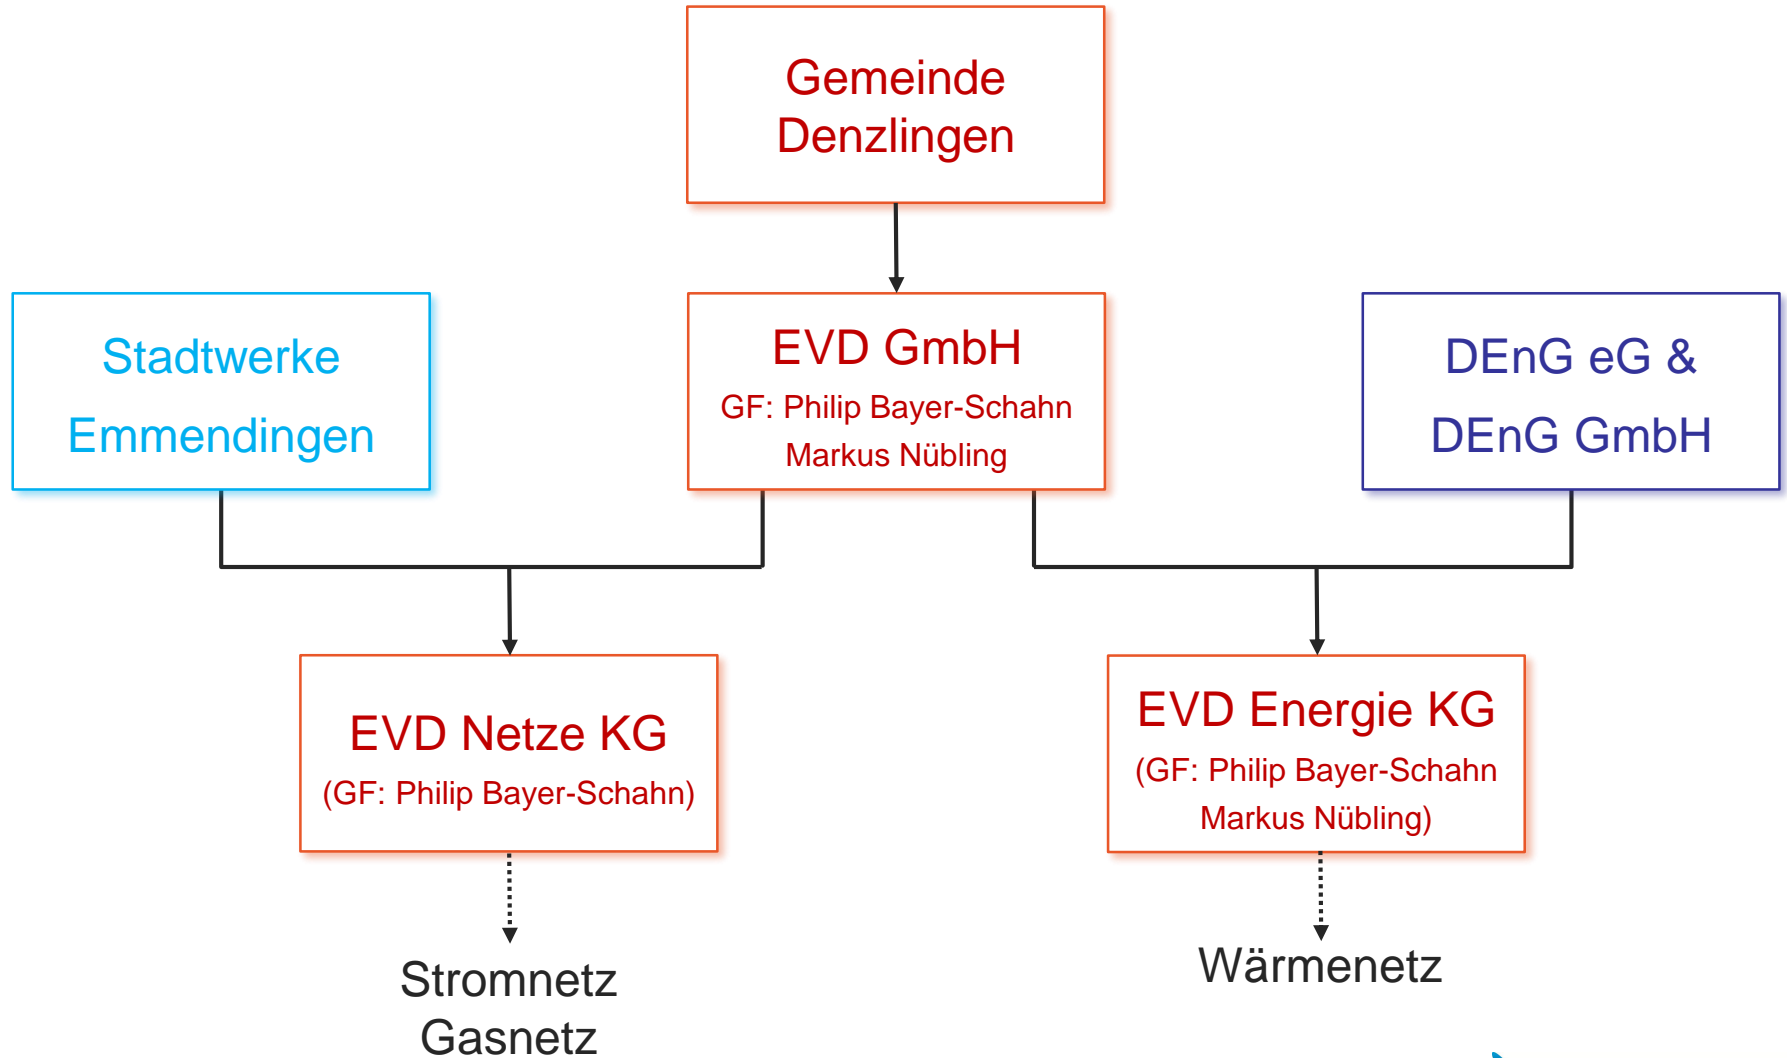 Gemeinde
Denzlingen
Stadtwerke
Emmendingen
EVD GmbH
GF: Philip Bayer-Schahn
Markus Nübling
DEnG eG &
DEnG GmbH
EVD Netze KG
(GF: Philip Bayer-Schahn)
EVD Energie KG
(GF: Philip Bayer-Schahn
Markus Nübling)
Stromnetz
Gasnetz
Wärmenetz